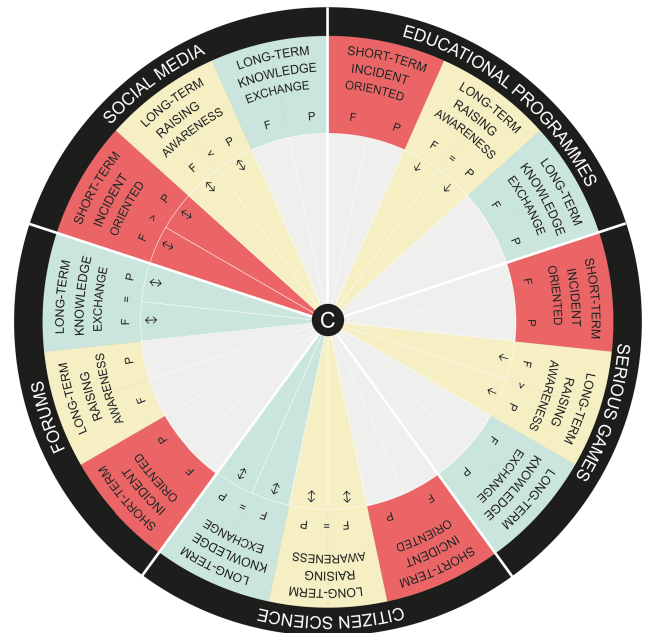 EDUCATIONAL PROGRAMMES
SHORT-TERM
INCIDENT
ORIENTED
F P
LONG-TERM
RAISING
AWARENESS
F = P
↓ ↓
LONG-TERM
KNOWLEDGE
EXCHANGE
F P
SERIOUS GAMES
SHORT-TERM
INCIDENT
ORIENTED
F P
LONG-TERM
RAISING
AWARENESS
F > P
↓ ↓
LONG-TERM
KNOWLEDGE
EXCHANGE
F P
CITIZEN SCIENCE
SHORT-TERM
INCIDENT
ORIENTED
F P
LONG-TERM
RAISING
AWARENESS
F = P
↕ ↕
LONG-TERM
KNOWLEDGE
EXCHANGE
F = P
↕ ↕
FORUMS
SHORT-TERM
INCIDENT
ORIENTED
F P
LONG-TERM
RAISING
AWARENESS
F P
LONG-TERM
KNOWLEDGE
EXCHANGE
F = P
↕ ↕
SOCIAL MEDIA
SHORT-TERM
INCIDENT
ORIENTED
F > P
↕ ↕
LONG-TERM
RAISING
AWARENESS
F < P
↕ ↕
LONG-TERM
KNOWLEDGE
EXCHANGE
F P
C